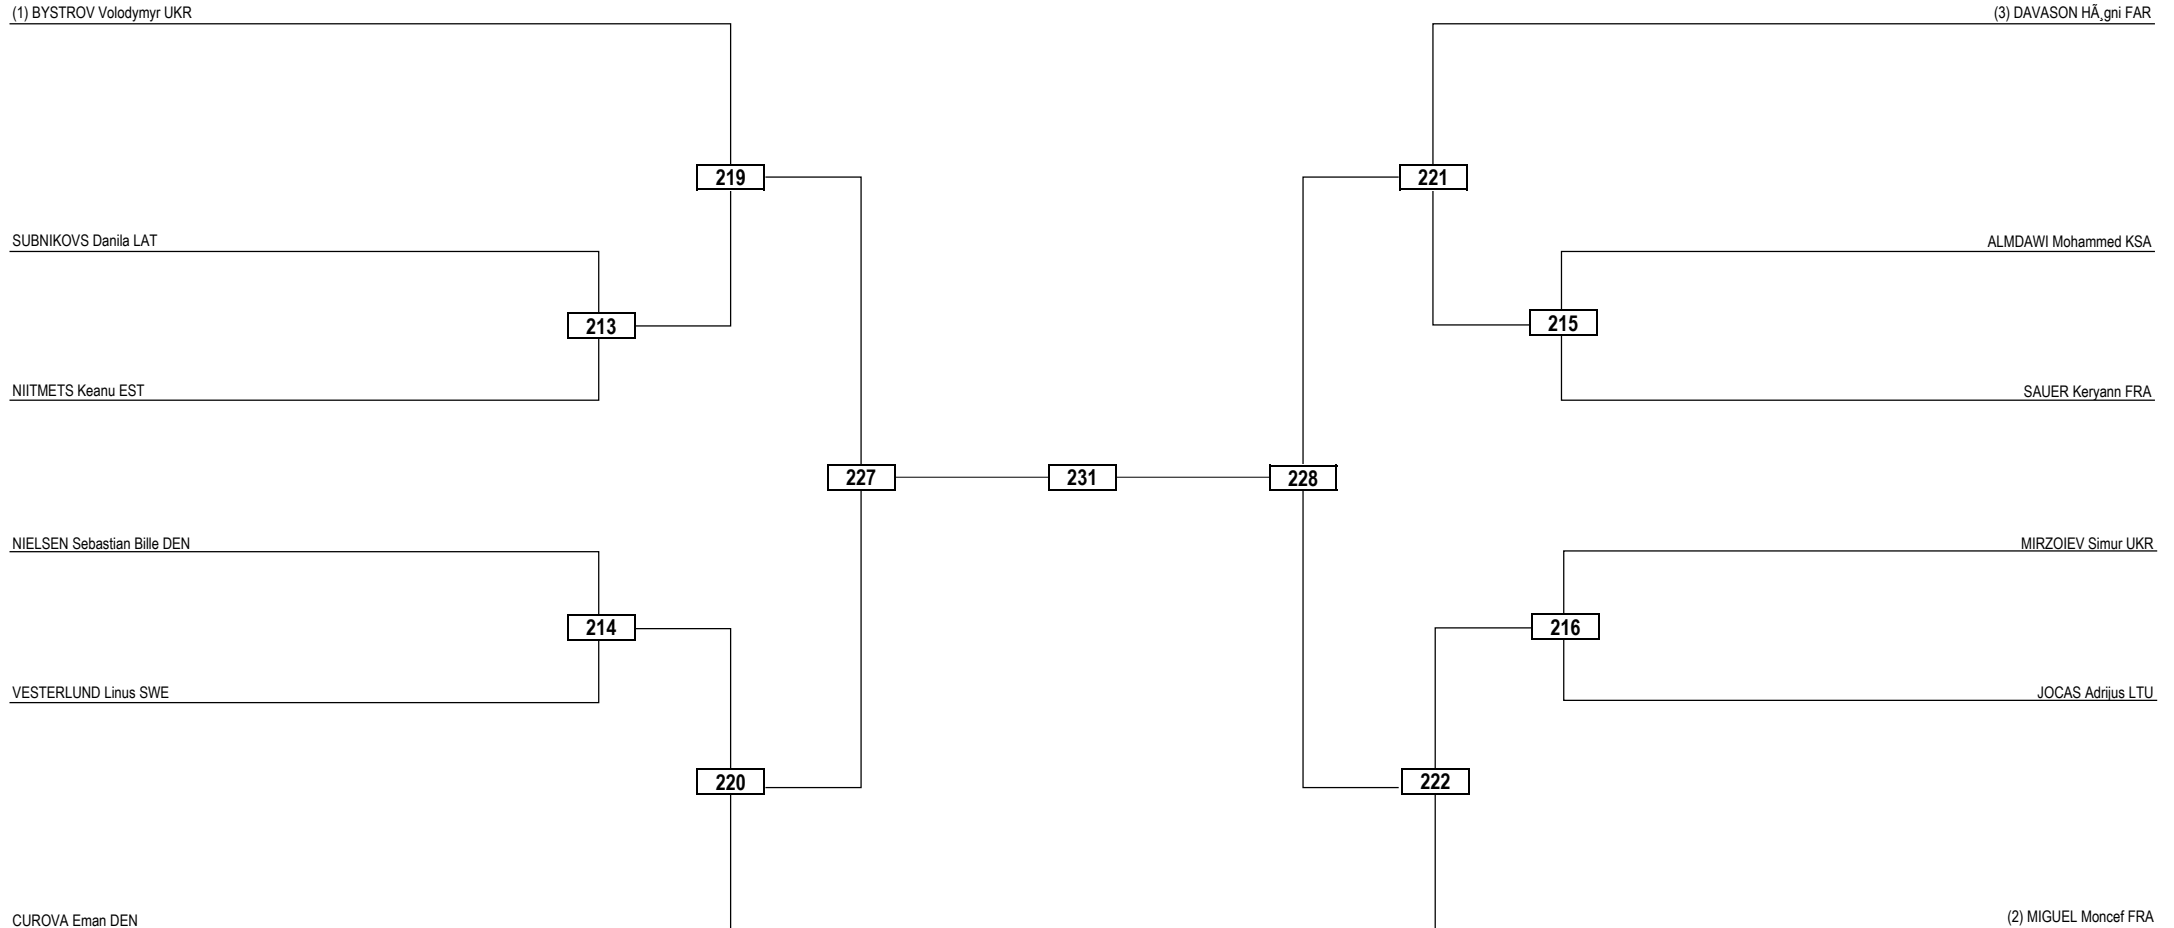 (1) BYSTROV Volodymyr UKR
(3) DAVASON HÃ¸gni FAR
219
221
SUBNIKOVS Danila LAT
ALMDAWI Mohammed KSA
213
215
NIITMETS Keanu EST
SAUER Keryann FRA
227
231
228
NIELSEN Sebastian Bille DEN
MIRZOIEV Simur UKR
214
216
VESTERLUND Linus SWE
JOCAS Adrijus LTU
220
222
CUROVA Eman DEN
(2) MIGUEL Moncef FRA